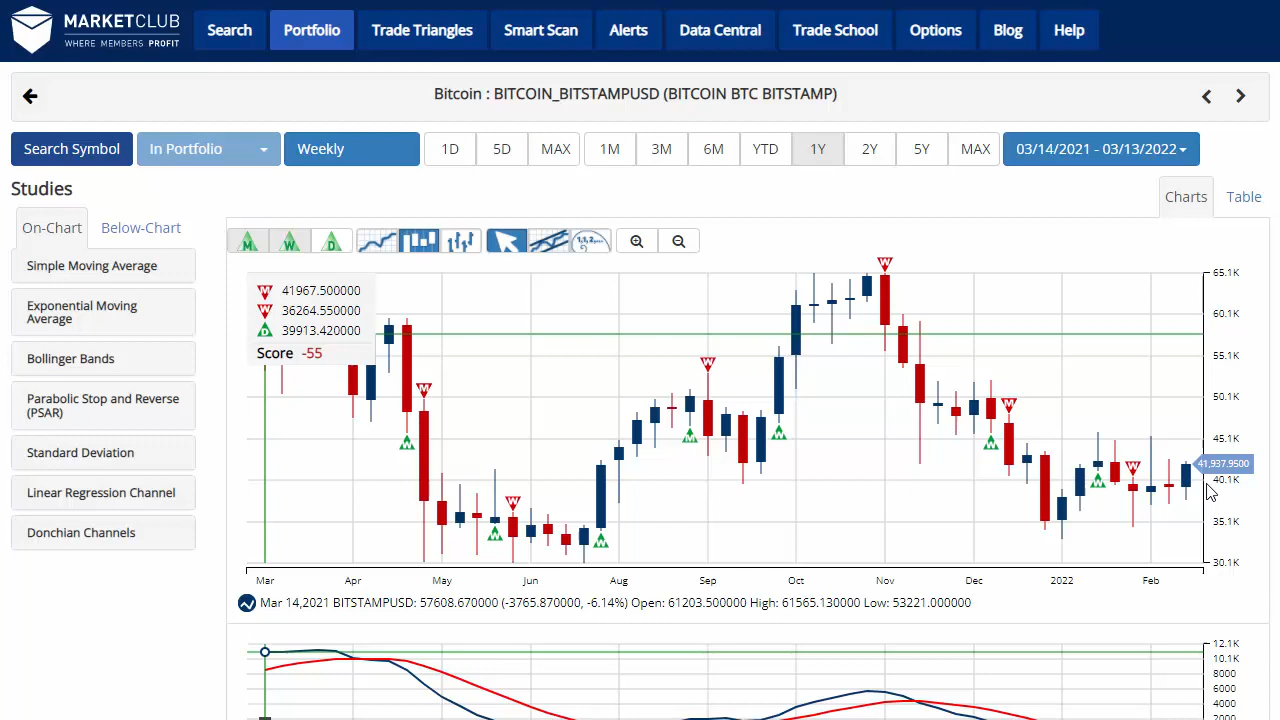 MARKETCLUB
WHERE MEMBERS PROFIT
Search Portfolio Trade Triangles Smart Scan Alerts Data Central Trade School Options Blog Help
Bitcoin : BITCOIN_BITSTAMPUSD (BITCOIN BTC BITSTAMP)
Search Symbol In Portfolio Weekly 1D 5D MAX 1M 3M 6M YTD 1Y 2Y 5Y MAX 03/14/2021 - 03/13/2022
Studies
Charts Table
On-Chart Below-Chart
M W D 1,1,2,...
Simple Moving Average
Exponential Moving
Average
Bollinger Bands
Parabolic Stop and Reverse
(PSAR)
Standard Deviation
Linear Regression Channel
Donchian Channels
M 41967.500000
W 36264.550000
D 39913.420000
Score -55
W
W
M
M
W
W
65.1K
60.1K
55.1K
50.1K
45.1K
41,937.9500
40.1K
35.1K
30.1K
Mar Apr May Jun Jul Aug Sep Oct Nov Dec 2022 Feb
Mar 14,2021 BITSTAMPUSD: 57608.670000 (-3765.870000, -6.14%) Open: 61203.500000 High: 61565.130000 Low: 53221.000000
12.1K
10.1K
8000
6000
4000
2000